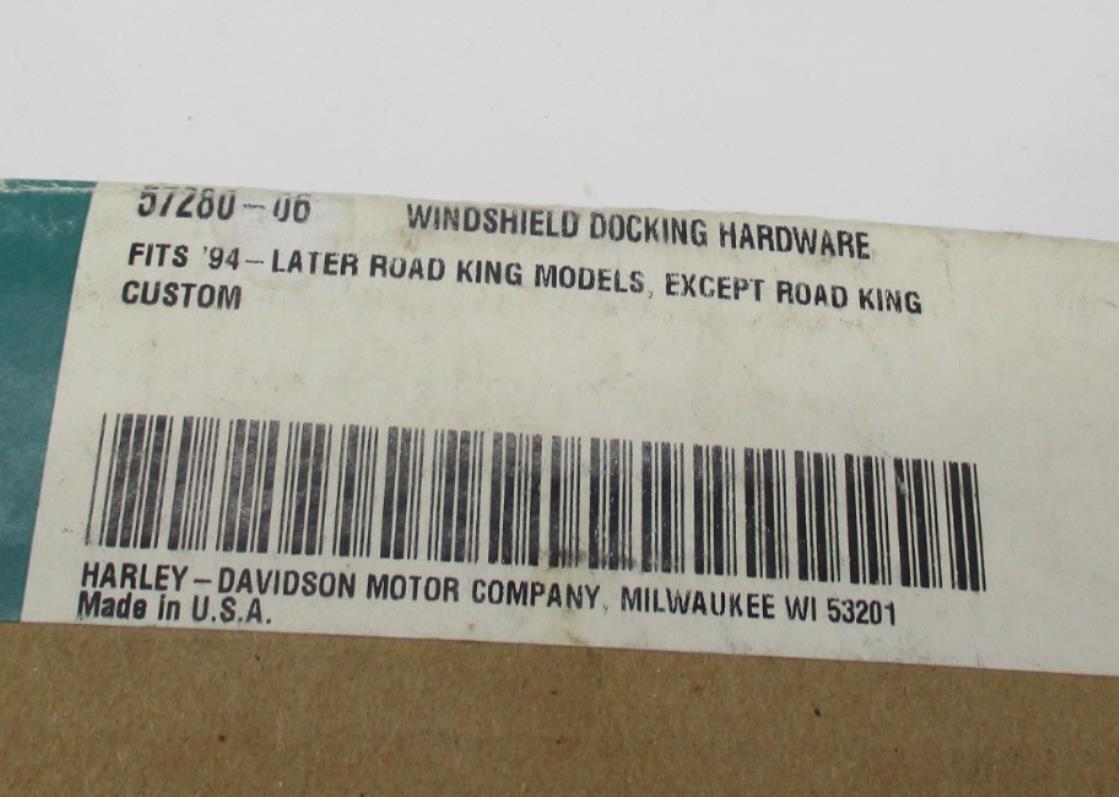 57280-06 WINDSHIELD DOCKING HARDWARE
FITS '94-LATER ROAD KING MODELS, EXCEPT ROAD KING
CUSTOM
HARLEY-DAVIDSON MOTOR COMPANY, MILWAUKEE WI 53201
Made in U.S.A.